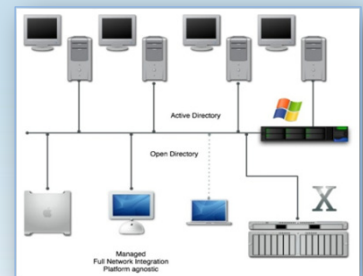 Active Directory
Open Directory
X
Managed
Full Network Integration
Platform agnostic